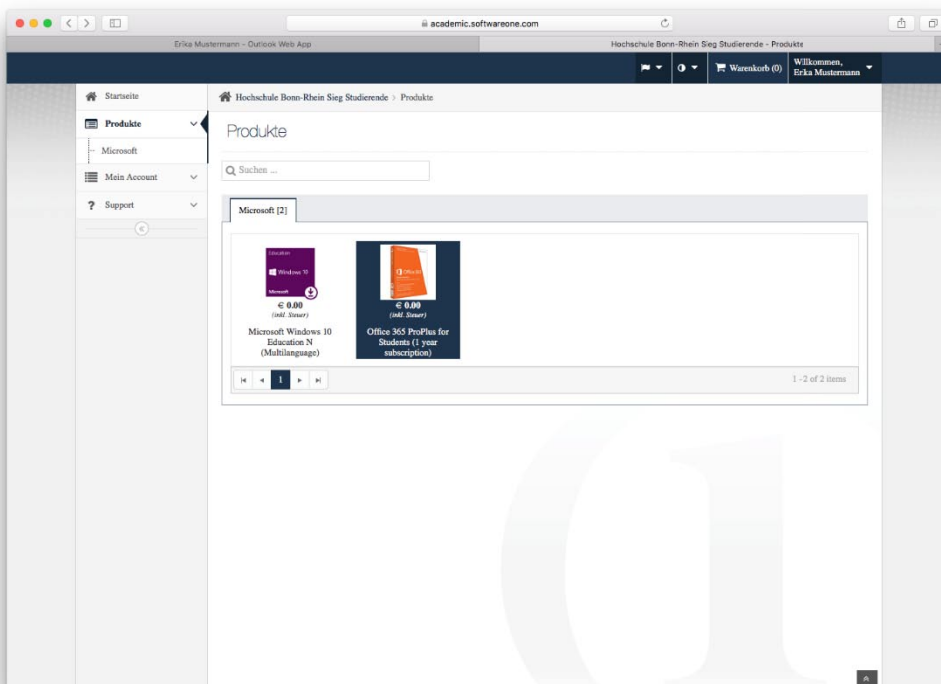 academic.softwareone.com
Erika Mustermann - Outlook Web App
Hochschule Bonn-Rhein Sieg Studierende - Produkte
Warenkorb (0)
Willkommen,
Erka Mustermann
Startseite
Produkte
Microsoft
Mein Account
? Support
Hochschule Bonn-Rhein Sieg Studierende > Produkte
Produkte
Suchen ...
Microsoft [2]
Education
Windows 10
Microsoft
€ 0.00
(inkl. Steuer)
Microsoft Windows 10
Education N
(Multilanguage)
€ 0.00
(inkl. Steuer)
Office 365 ProPlus for
Students (1 year
subscription)
1
1 - 2 of 2 items